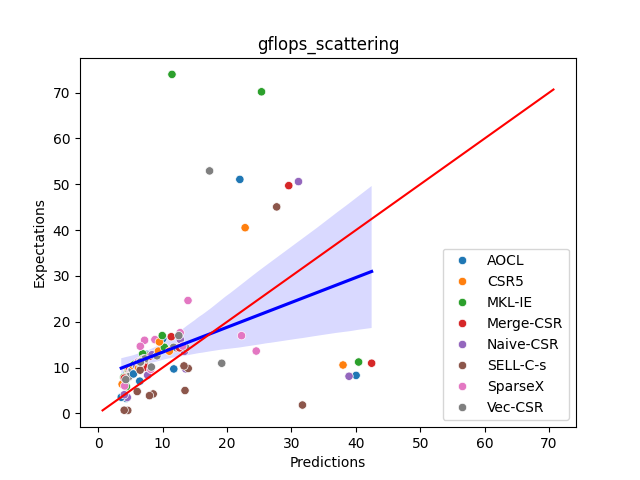 gflops_scattering
Expectations
70
60
50
40
30
20
10
0
0 10 20 30 40 50 60 70
Predictions
AOCL
CSR5
MKL-IE
Merge-CSR
Naive-CSR
SELL-C-s
SparseX
Vec-CSR